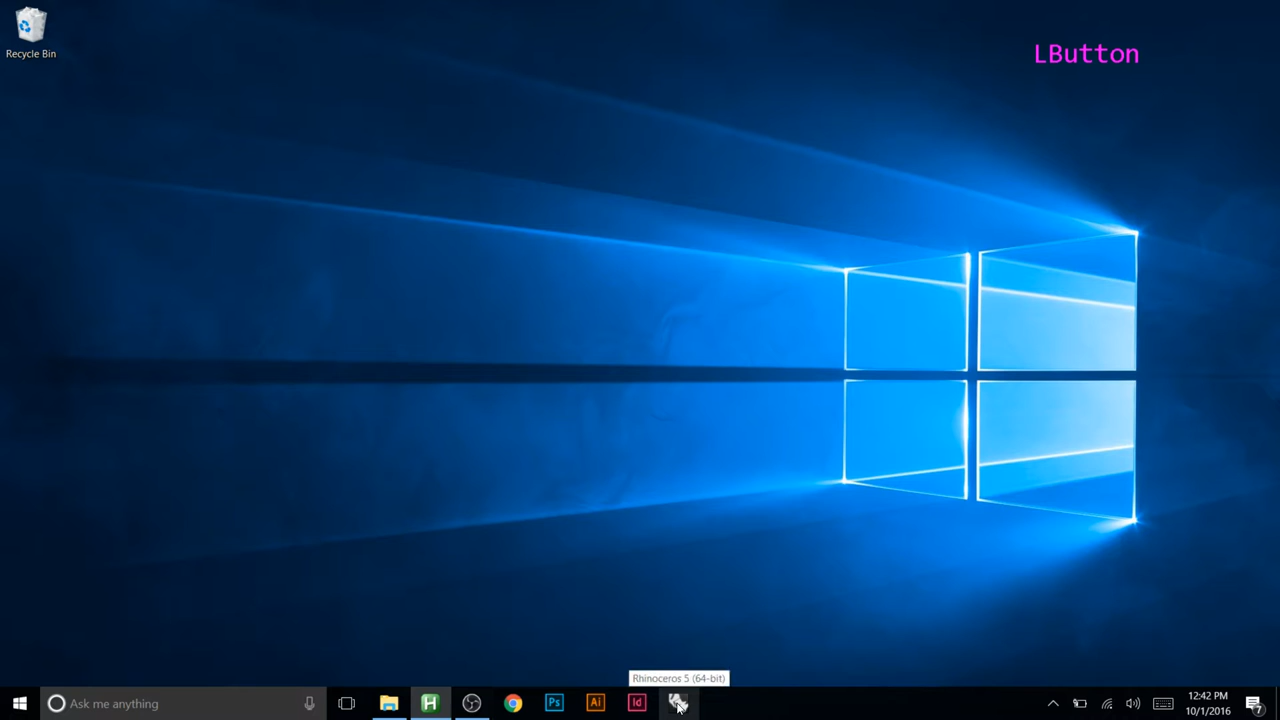 Recycle Bin
LButton
Rhinoceros 5 (64-bit)
Ask me anything
H
Ps
Ai
Id
12:42 PM
10/1/2016
7